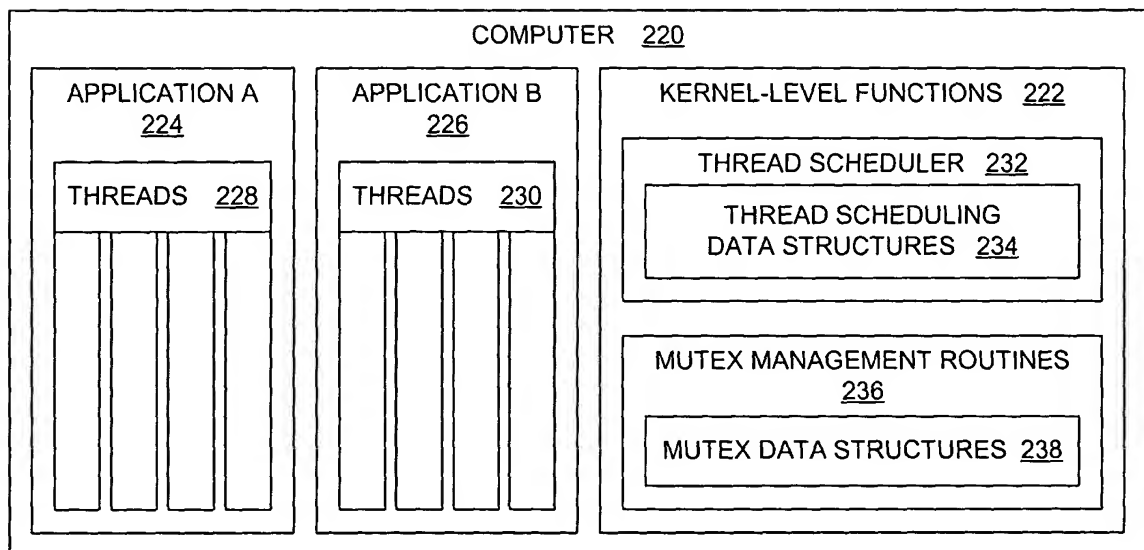 COMPUTER 220
APPLICATION A
224
THREADS 228
APPLICATION B
226
THREADS 230
KERNEL-LEVEL FUNCTIONS 222
THREAD SCHEDULER 232
THREAD SCHEDULING
DATA STRUCTURES 234
MUTEX MANAGEMENT ROUTINES
236
MUTEX DATA STRUCTURES 238